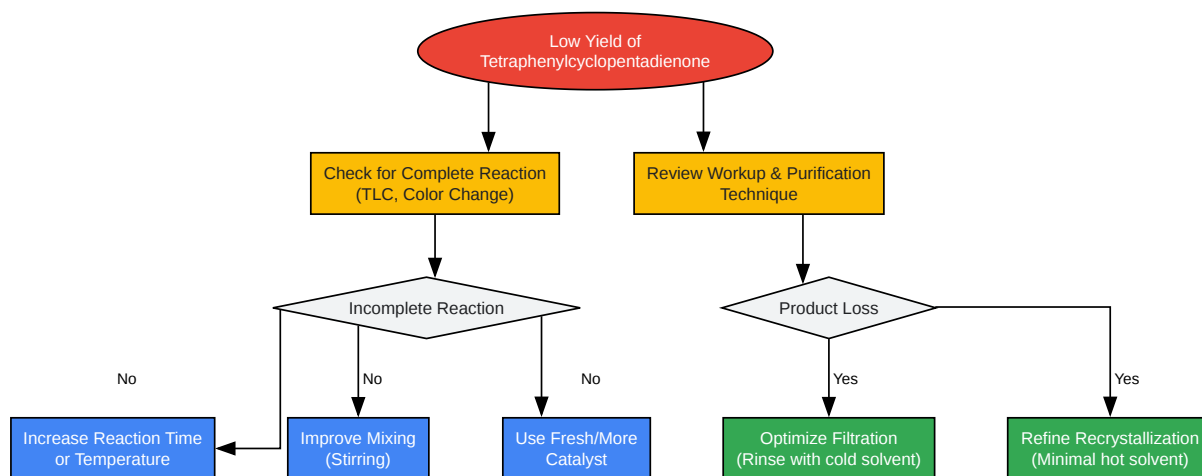 Low Yield of
Tetraphenylcyclopentadienone
Check for Complete Reaction
(TLC, Color Change)
Review Workup & Purification
Technique
Incomplete Reaction
Product Loss
No
No
No
Yes
Yes
Increase Reaction Time
or Temperature
Improve Mixing
(Stirring)
Use Fresh/More
Catalyst
Optimize Filtration
(Rinse with cold solvent)
Refine Recrystallization
(Minimal hot solvent)